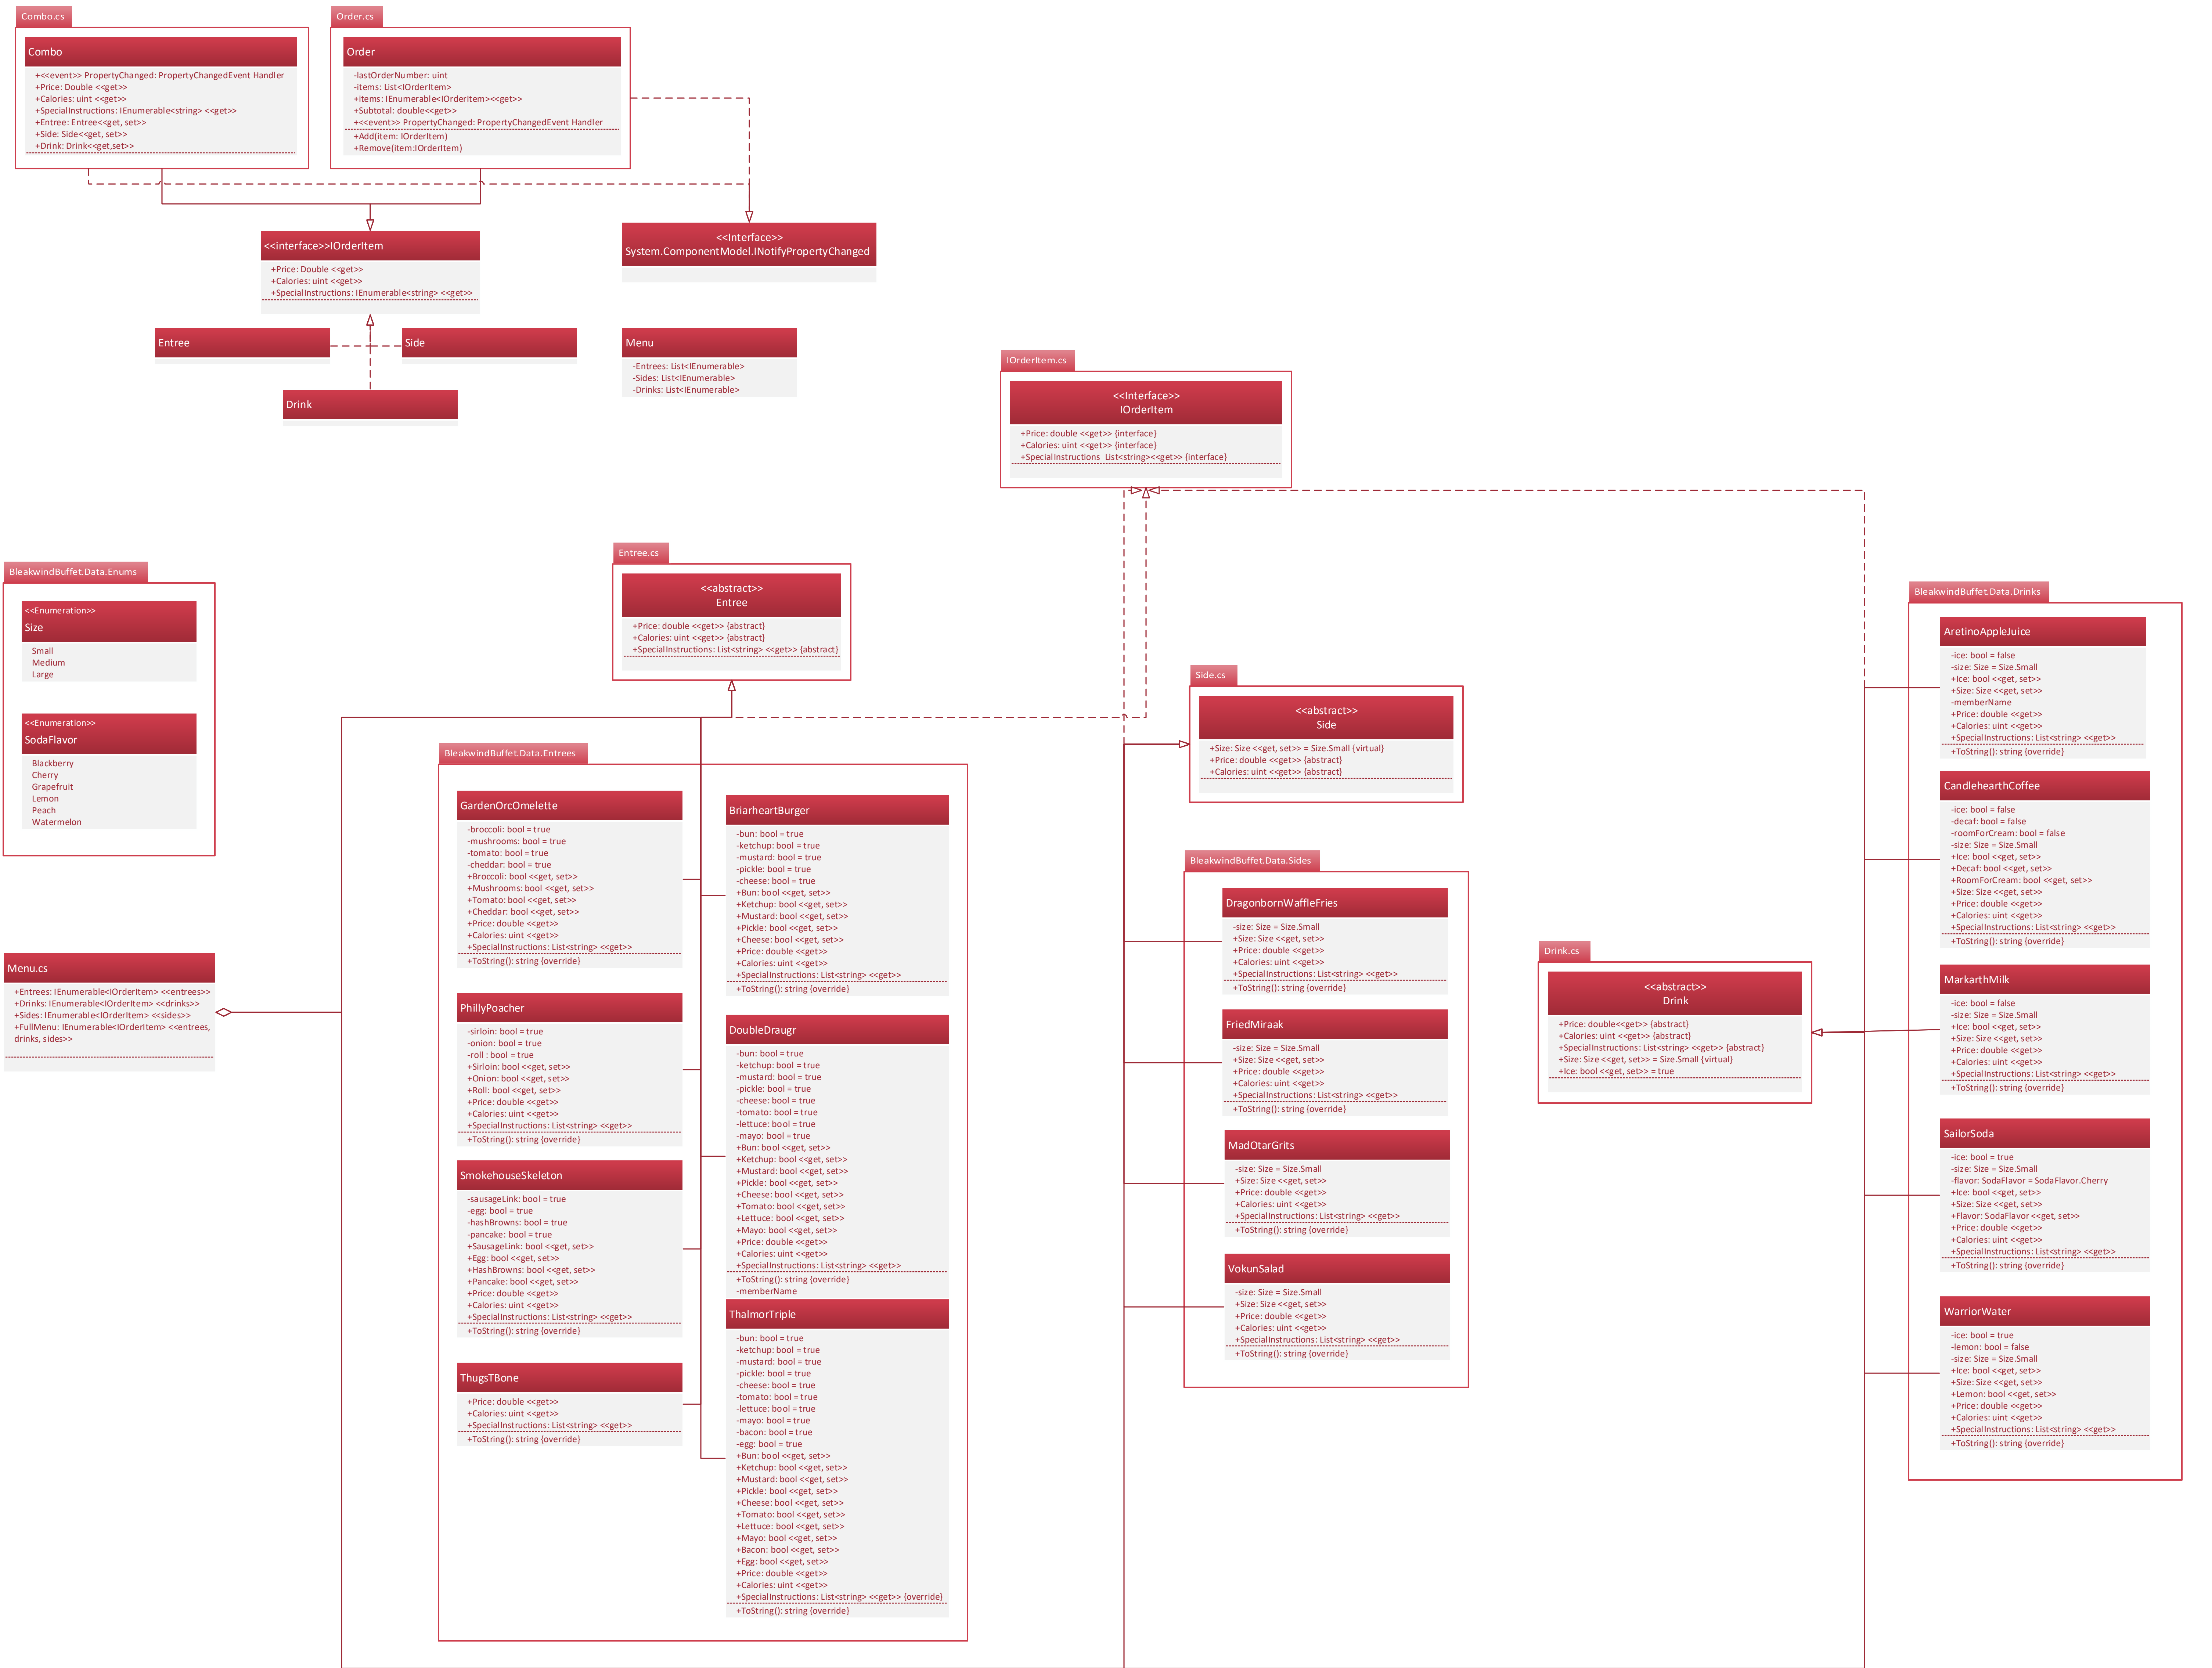 Combo.cs
Combo
+<<event>> PropertyChanged: PropertyChangedEvent Handler
+Price: Double <<get>>
+Calories: uint <<get>>
+SpecialInstructions: IEnumerable<string> <<get>>
+Entree: Entree<<get, set>>
+Side: Side<<get, set>>
+Drink: Drink<<get,set>>
Order.cs
Order
-lastOrderNumber: uint
-items: List<IOrderItem>
+items: IEnumerable<IOrderItem><<get>>
+Subtotal: double<<get>>
+<<event>> PropertyChanged: PropertyChangedEvent Handler
+Add(item: IOrderItem)
+Remove(item:IOrderItem)
<<interface>>IOrderItem
+Price: Double <<get>>
+Calories: uint <<get>>
+SpecialInstructions: IEnumerable<string> <<get>>
<<Interface>>
System.ComponentModel.INotifyPropertyChanged
Entree
Side
Drink
Menu
-Entrees: List<IEnumerable>
-Sides: List<IEnumerable>
-Drinks: List<IEnumerable>
IOrderItem.cs
<<Interface>>
IOrderItem
+Price: double <<get>> {interface}
+Calories: uint <<get>> {interface}
+SpecialInstructions  List<string><<get>> {interface}
BleakwindBuffet.Data.Enums
<<Enumeration>>
Size
Small
Medium
Large
<<Enumeration>>
SodaFlavor
Blackberry
Cherry
Grapefruit
Lemon
Peach
Watermelon
Menu.cs
+Entrees: IEnumerable<IOrderItem> <<entrees>>
+Drinks: IEnumerable<IOrderItem> <<drinks>>
+Sides: IEnumerable<IOrderItem> <<sides>>
+FullMenu: IEnumerable<IOrderItem> <<entrees,
drinks, sides>>
Entree.cs
<<abstract>>
Entree
+Price: double <<get>> {abstract}
+Calories: uint <<get>> {abstract}
+SpecialInstructions: List<string> <<get>> {abstract}
BleakwindBuffet.Data.Entrees
GardenOrcOmelette
-broccoli: bool = true
-mushrooms: bool = true
-tomato: bool = true
-cheddar: bool = true
+Broccoli: bool <<get, set>>
+Mushrooms: bool <<get, set>>
+Tomato: bool <<get, set>>
+Cheddar: bool <<get, set>>
+Price: double <<get>>
+Calories: uint <<get>>
+SpecialInstructions: List<string> <<get>>
+ToString(): string {override}
PhillyPoacher
-sirloin: bool = true
-onion: bool = true
-roll : bool = true
+Sirloin: bool <<get, set>>
+Onion: bool <<get, set>>
+Roll: bool <<get, set>>
+Price: double <<get>>
+Calories: uint <<get>>
+SpecialInstructions: List<string> <<get>>
+ToString(): string {override}
SmokehouseSkeleton
-sausageLink: bool = true
-egg: bool = true
-hashBrowns: bool = true
-pancake: bool = true
+SausageLink: bool <<get, set>>
+Egg: bool <<get, set>>
+HashBrowns: bool <<get, set>>
+Pancake: bool <<get, set>>
+Price: double <<get>>
+Calories: uint <<get>>
+SpecialInstructions: List<string> <<get>>
+ToString(): string {override}
ThugsTBone
+Price: double <<get>>
+Calories: uint <<get>>
+SpecialInstructions: List<string> <<get>>
+ToString(): string {override}
BriarheartBurger
-bun: bool = true
-ketchup: bool = true
-mustard: bool = true
-pickle: bool = true
-cheese: bool = true
+Bun: bool <<get, set>>
+Ketchup: bool <<get, set>>
+Mustard: bool <<get, set>>
+Pickle: bool <<get, set>>
+Cheese: bool <<get, set>>
+Price: double <<get>>
+Calories: uint <<get>>
+SpecialInstructions: List<string> <<get>>
+ToString(): string {override}
DoubleDraugr
-bun: bool = true
-ketchup: bool = true
-mustard: bool = true
-pickle: bool = true
-cheese: bool = true
-tomato: bool = true
-lettuce: bool = true
-mayo: bool = true
+Bun: bool <<get, set>>
+Ketchup: bool <<get, set>>
+Mustard: bool <<get, set>>
+Pickle: bool <<get, set>>
+Cheese: bool <<get, set>>
+Tomato: bool <<get, set>>
+Lettuce: bool <<get, set>>
+Mayo: bool <<get, set>>
+Price: double <<get>>
+Calories: uint <<get>>
+SpecialInstructions: List<string> <<get>>
+ToString(): string {override}
-memberName
ThalmorTriple
-bun: bool = true
-ketchup: bool = true
-mustard: bool = true
-pickle: bool = true
-cheese: bool = true
-tomato: bool = true
-lettuce: bool = true
-mayo: bool = true
-bacon: bool = true
-egg: bool = true
+Bun: bool <<get, set>>
+Ketchup: bool <<get, set>>
+Mustard: bool <<get, set>>
+Pickle: bool <<get, set>>
+Cheese: bool <<get, set>>
+Tomato: bool <<get, set>>
+Lettuce: bool <<get, set>>
+Mayo: bool <<get, set>>
+Bacon: bool <<get, set>>
+Egg: bool <<get, set>>
+Price: double <<get>>
+Calories: uint <<get>>
+SpecialInstructions: List<string> <<get>> {override}
+ToString(): string {override}
Side.cs
<<abstract>>
Side
+Size: Size <<get, set>> = Size.Small {virtual}
+Price: double <<get>> {abstract}
+Calories: uint <<get>> {abstract}
BleakwindBuffet.Data.Sides
DragonbornWaffleFries
-size: Size = Size.Small
+Size: Size <<get, set>>
+Price: double <<get>>
+Calories: uint <<get>>
+SpecialInstructions: List<string> <<get>>
+ToString(): string {override}
FriedMiraak
-size: Size = Size.Small
+Size: Size <<get, set>>
+Price: double <<get>>
+Calories: uint <<get>>
+SpecialInstructions: List<string> <<get>>
+ToString(): string {override}
MadOtarGrits
-size: Size = Size.Small
+Size: Size <<get, set>>
+Price: double <<get>>
+Calories: uint <<get>>
+SpecialInstructions: List<string> <<get>>
+ToString(): string {override}
VokunSalad
-size: Size = Size.Small
+Size: Size <<get, set>>
+Price: double <<get>>
+Calories: uint <<get>>
+SpecialInstructions: List<string> <<get>>
+ToString(): string {override}
Drink.cs
<<abstract>>
Drink
+Price: double<<get>> {abstract}
+Calories: uint <<get>> {abstract}
+SpecialInstructions: List<string> <<get>> {abstract}
+Size: Size <<get, set>> = Size.Small {virtual}
+Ice: bool <<get, set>> = true
BleakwindBuffet.Data.Drinks
AretinoAppleJuice
-ice: bool = false
-size: Size = Size.Small
+Ice: bool <<get, set>>
+Size: Size <<get, set>>
-memberName
+Price: double <<get>>
+Calories: uint <<get>>
+SpecialInstructions: List<string> <<get>>
+ToString(): string {override}
CandlehearthCoffee
-ice: bool = false
-decaf: bool = false
-roomForCream: bool = false
-size: Size = Size.Small
+Ice: bool <<get, set>>
+Decaf: bool <<get, set>>
+RoomForCream: bool <<get, set>>
+Size: Size <<get, set>>
+Price: double <<get>>
+Calories: uint <<get>>
+SpecialInstructions: List<string> <<get>>
+ToString(): string {override}
MarkarthMilk
-ice: bool = false
-size: Size = Size.Small
+Ice: bool <<get, set>>
+Size: Size <<get, set>>
+Price: double <<get>>
+Calories: uint <<get>>
+SpecialInstructions: List<string> <<get>>
+ToString(): string {override}
SailorSoda
-ice: bool = true
-size: Size = Size.Small
-flavor: SodaFlavor = SodaFlavor.Cherry
+Ice: bool <<get, set>>
+Size: Size <<get, set>>
+Flavor: SodaFlavor <<get, set>>
+Price: double <<get>>
+Calories: uint <<get>>
+SpecialInstructions: List<string> <<get>>
+ToString(): string {override}
WarriorWater
-ice: bool = true
-lemon: bool = false
-size: Size = Size.Small
+Ice: bool <<get, set>>
+Size: Size <<get, set>>
+Lemon: bool <<get, set>>
+Price: double <<get>>
+Calories: uint <<get>>
+SpecialInstructions: List<string> <<get>>
+ToString(): string {override}